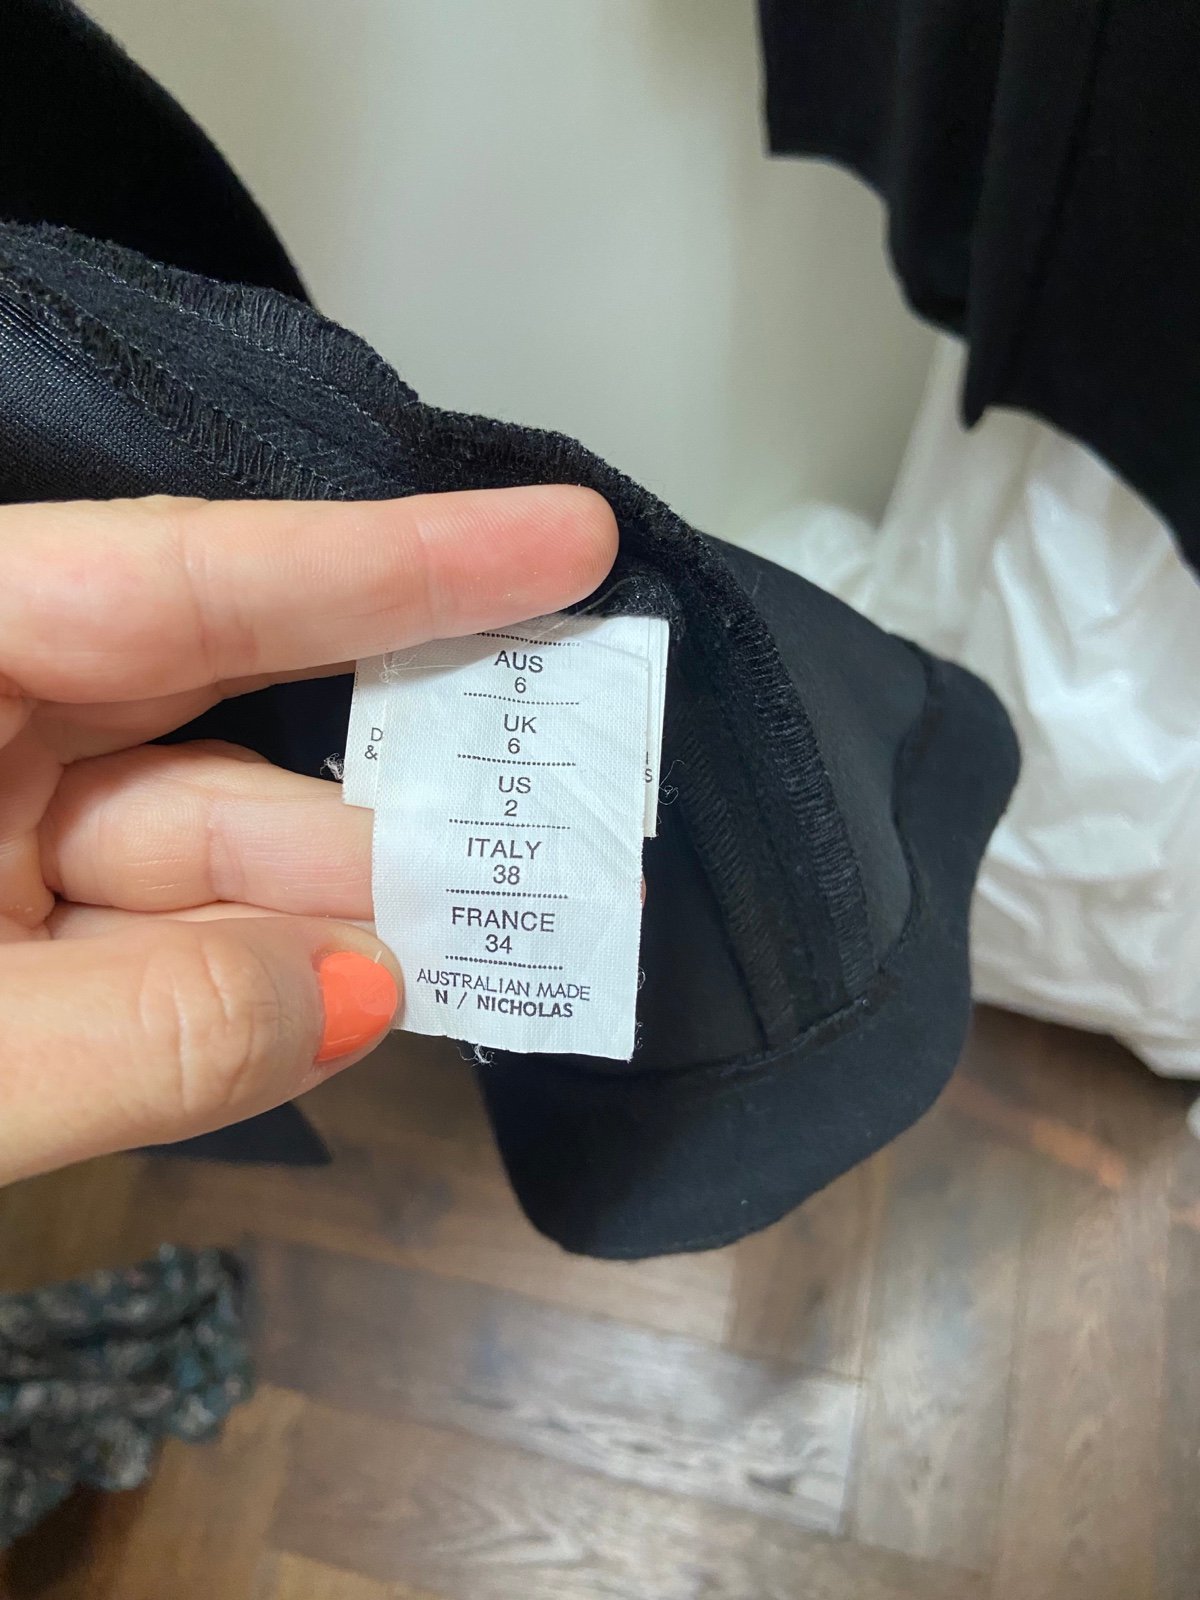 AUS
6
UK
6
US
2
ITALY
38
FRANCE
34
AUSTRALIAN MADE
N / NICHOLAS
D
&
S